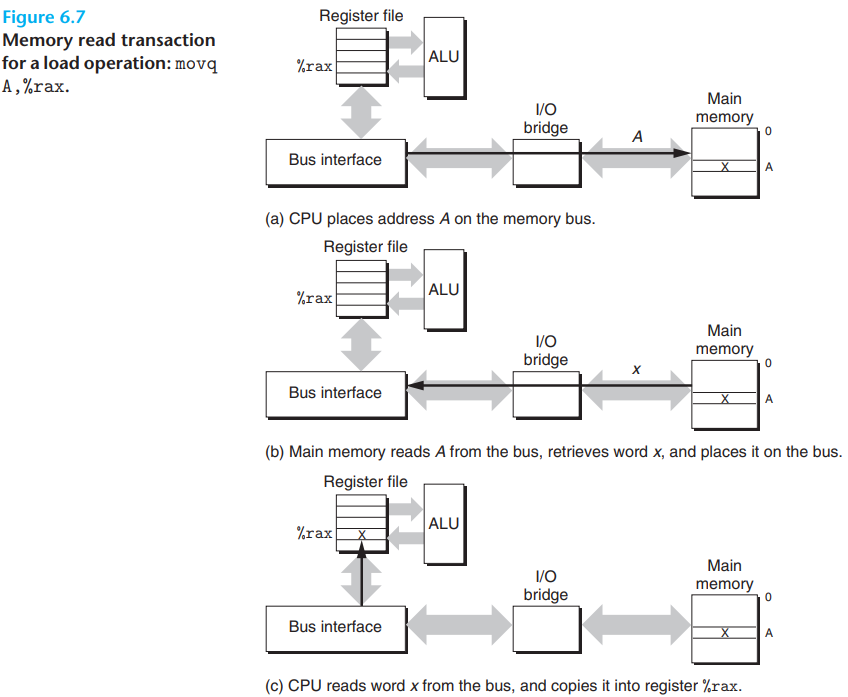 Figure 6.7
Memory read transaction
for a load operation: movq
A,%rax.
Register file
%rax
ALU
Bus interface
I/O
bridge
A
Main
memory
0
x
A
(a) CPU places address A on the memory bus.
Register file
%rax
ALU
Bus interface
I/O
bridge
x
Main
memory
0
x
A
(b) Main memory reads A from the bus, retrieves word x, and places it on the bus.
Register file
%rax
x
ALU
Bus interface
I/O
bridge
Main
memory
0
x
A
(c) CPU reads word x from the bus, and copies it into register %rax.